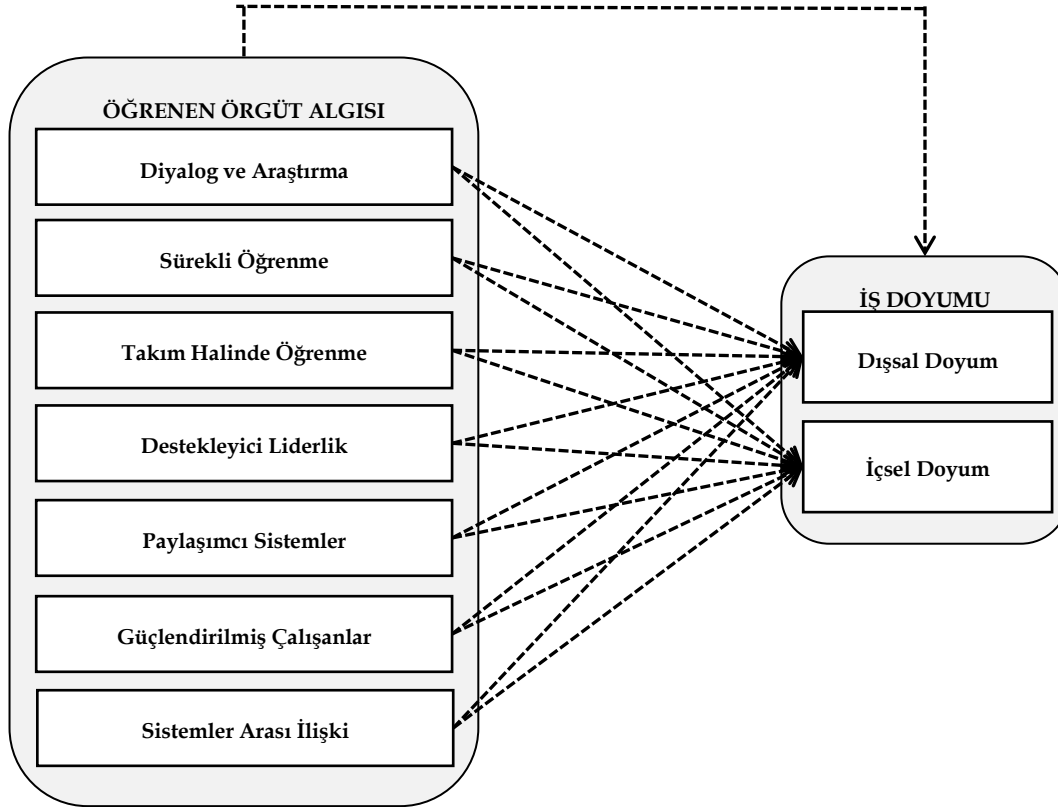 ÖĞRENEN ÖRGÜT ALGISI
Diyalog ve Araştırma
Sürekli Öğrenme
Takım Halinde Öğrenme
Destekleyici Liderlik
Paylaşımcı Sistemler
Güçlendirilmiş Çalışanlar
Sistemler Arası İlişki
İŞ DOYUMU
Dışsal Doyum
İçsel Doyum